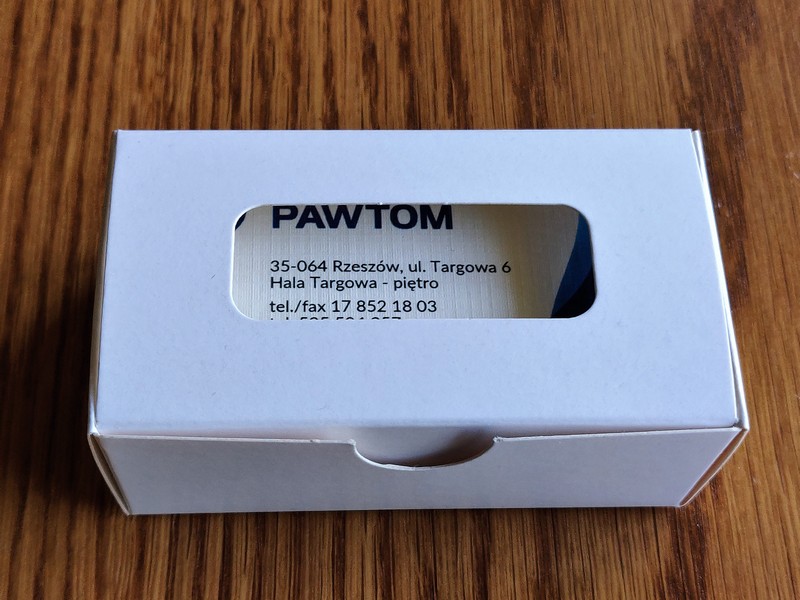 PAWTOM
35-064 Rzeszów, ul. Targowa 6
Hala Targowa - piętro
tel./fax 17 852 18 03